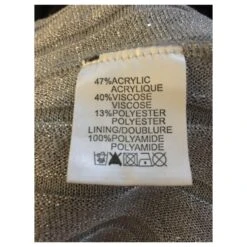 47%ACRYLIC
ACRYLIQUE
40%VISCOSE
VISCOSE
13%POLYESTER
POLYESTER
LINING/DOUBLURE
100%POLYAMIDE
POLYAMIDE